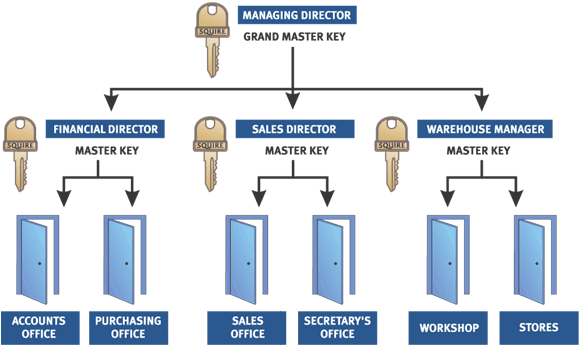 SQUIRE
MANAGING DIRECTOR
GRAND MASTER KEY
SQUIRE
FINANCIAL DIRECTOR
MASTER KEY
SQUIRE
SALES DIRECTOR
MASTER KEY
SQUIRE
WAREHOUSE MANAGER
MASTER KEY
ACCOUNTS
OFFICE
PURCHASING
OFFICE
SALES
OFFICE
SECRETARY'S
OFFICE
WORKSHOP
STORES